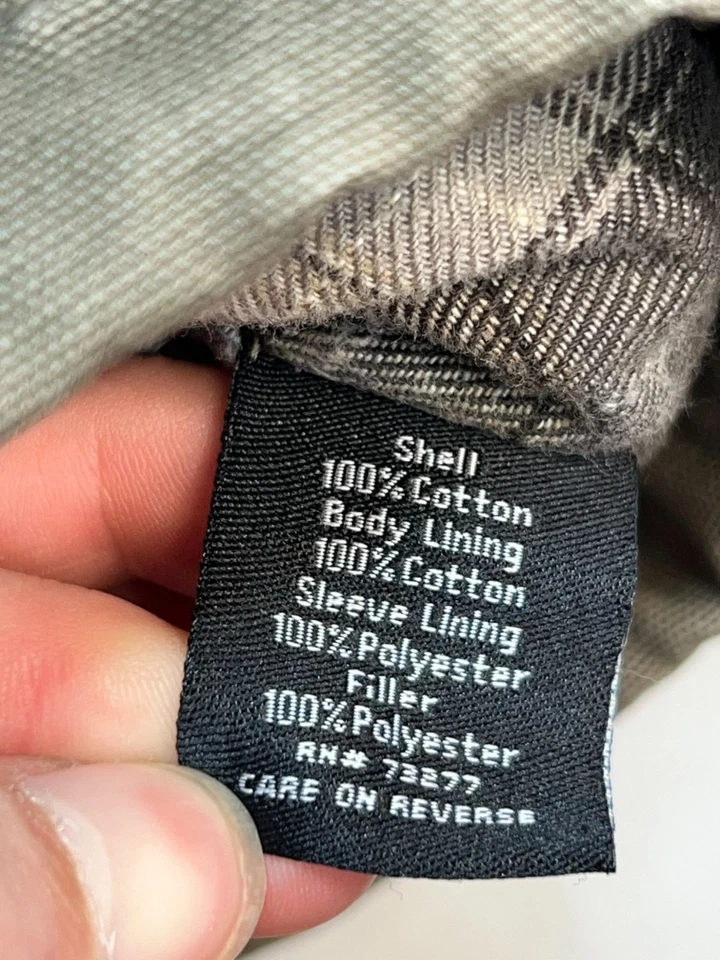 Shell
100% Cotton
Body Lining
100% Cotton
Sleeve Lining
100% Polyester
Filler
100% Polyester
RN# 73277
CARE ON REVERSE